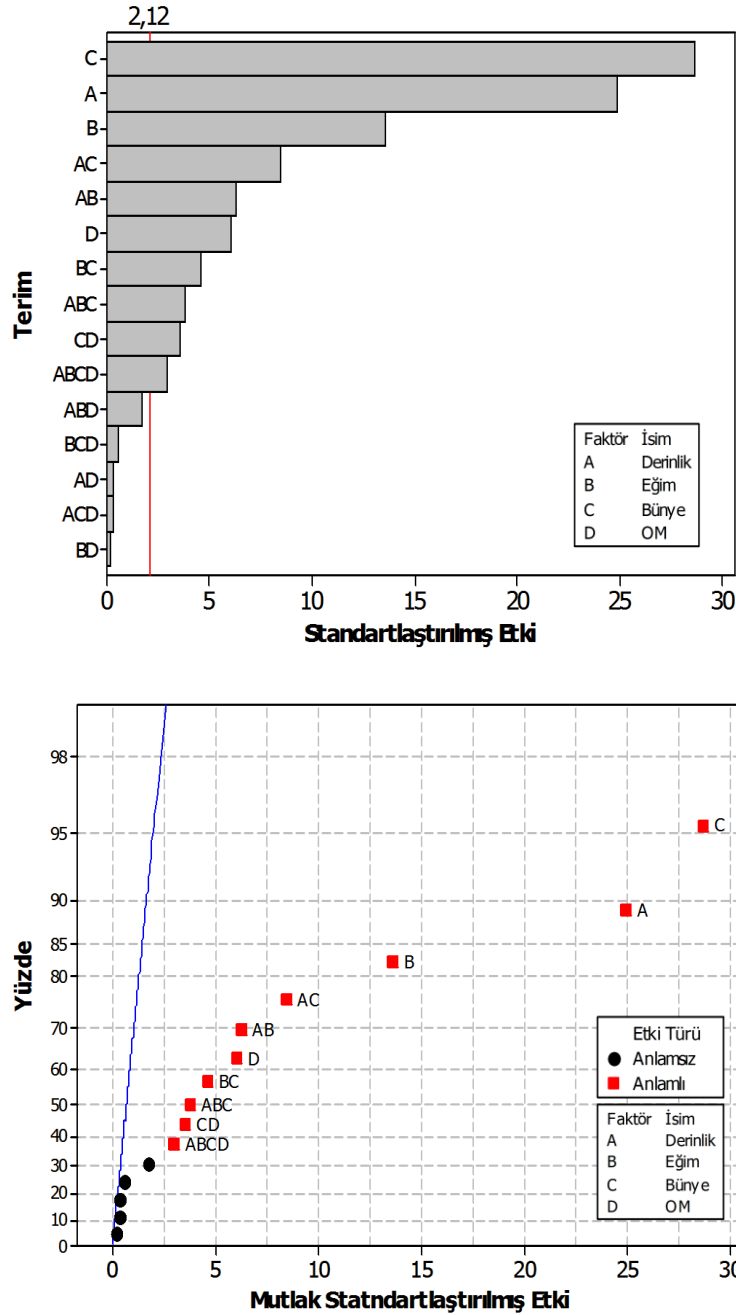 2,12
C
A
B
AC
AB
D
BC
ABC
CD
ABCD
ABD
BCD
AD
ACD
BD
Terim
Faktör İsim
A Derinlik
B Eğim
C Bünye
D OM
0 5 10 15 20 25 30
Standartlaştırılmış Etki
98
95
90
85
80
70
60
50
40
30
20
10
0
Yüzde
C
A
B
AC
AB
D
BC
ABC
CD
ABCD
Etki Türü
Anlamsız
Anlamlı
Faktör İsim
A Derinlik
B Eğim
C Bünye
D OM
0 5 10 15 20 25 30
Mutlak Statndartlaştırılmış Etki